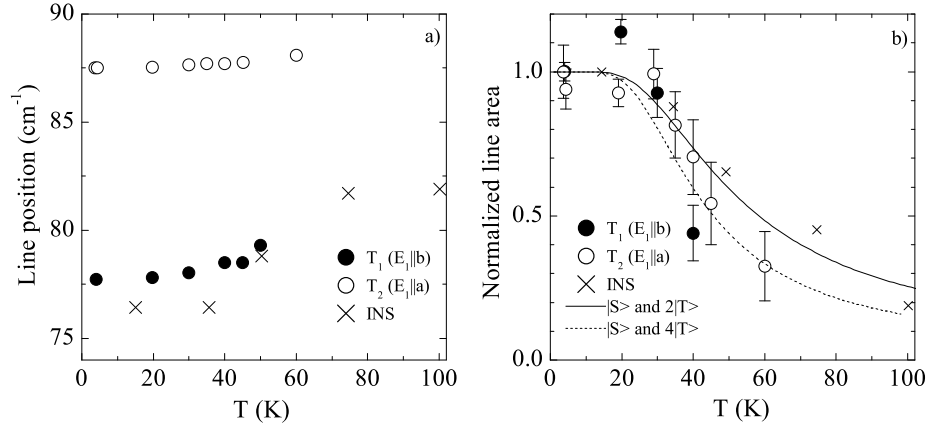 a)
90
85
80
75
Line position (cm⁻¹)
T₁ (E₁||b)
T₂ (E₁||a)
INS
0 20 40 60 80 100
T (K)
b)
1.0
0.5
0.0
Normalized line area
T₁ (E₁||b)
T₂ (E₁||a)
INS
|S> and 2|T>
|S> and 4|T>
0 20 40 60 80 100
T (K)